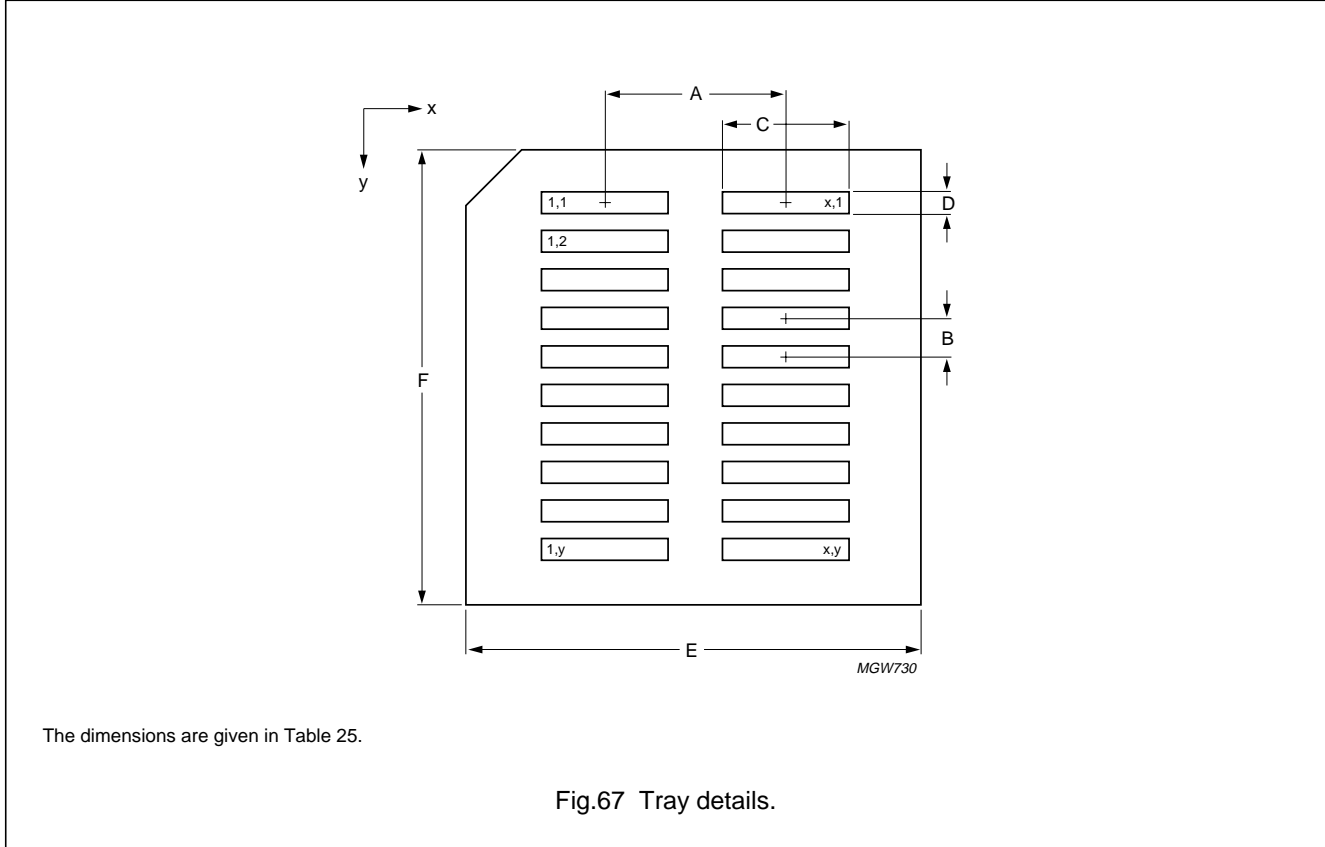 A
x
C
y
1,1
x,1
D
1,2
B
F
1,y
x,y
E
MGW730
The dimensions are given in Table 25.
Fig.67 Tray details.